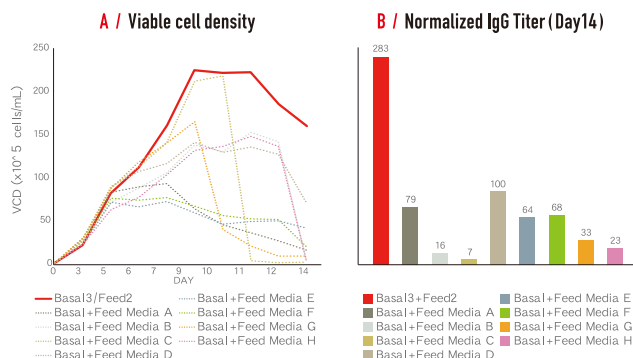 A / Viable cell density
250
200
150
100
50
0
VCD (x10^ 5 cells/mL)
0 3 5 6 7 9 10 11 12 14
DAY
Basal3/Feed2
Basal+Feed Media A
Basal+Feed Media B
Basal+Feed Media C
Basal+Feed Media D
Basal+Feed Media E
Basal+Feed Media F
Basal+Feed Media G
Basal+Feed Media H
B / Normalized IgG Titer (Day14)
283
79
16
7
100
64
68
33
23
Basal3+Feed2
Basal+Feed Media A
Basal+Feed Media B
Basal+Feed Media C
Basal+Feed Media D
Basal+Feed Media E
Basal+Feed Media F
Basal+Feed Media G
Basal+Feed Media H